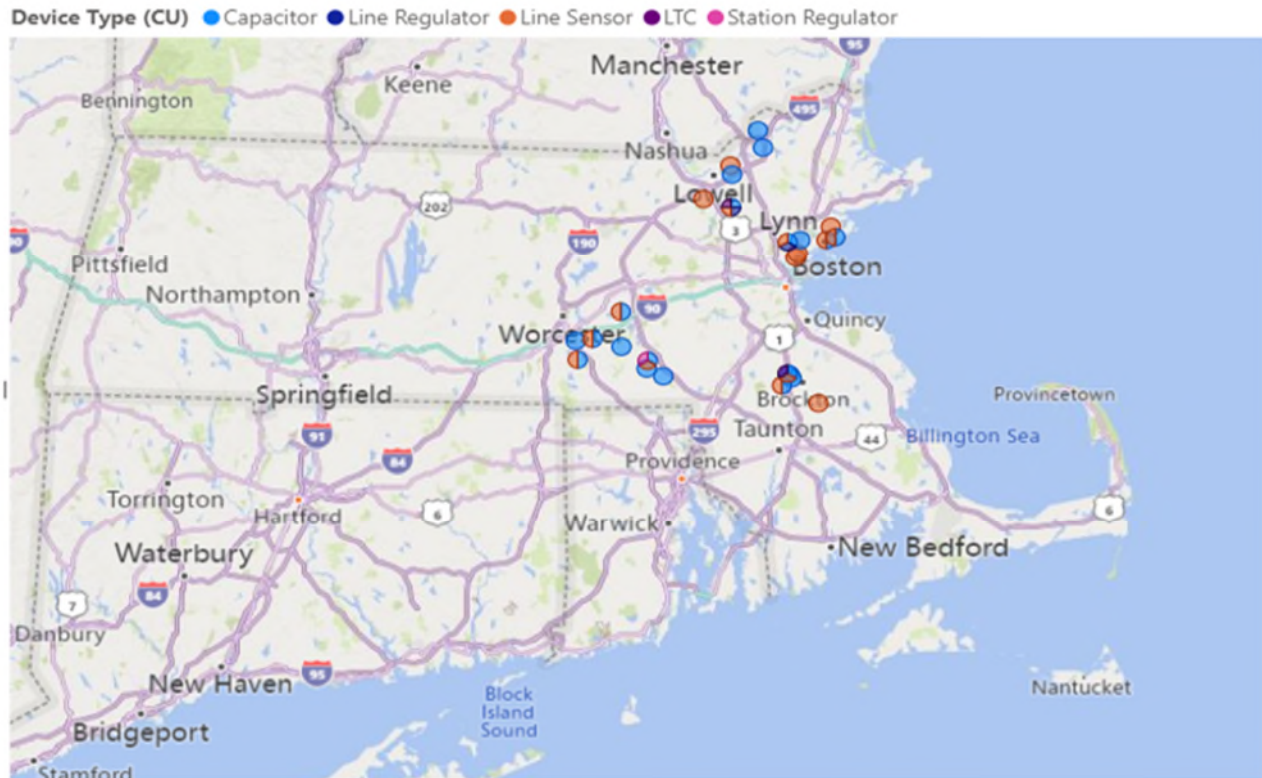 Device Type (CU) Capacitor Line Regulator Line Sensor LTC Station Regulator
95
Manchester
Keene
Bennington
495
Nashua
Lowell
202
3
Lynn
190
Pittsfield
Boston
Northampton
90
Quincy
Worcester
1
Springfield
Brockton
Provincetown
91
295
Taunton
44
Billington Sea
84
Providence
Torrington
6
6
Hartford
Warwick
Waterbury
New Bedford
84
7
Danbury
95
New Haven
Nantucket
Block
Island
Sound
Bridgeport
Stamford